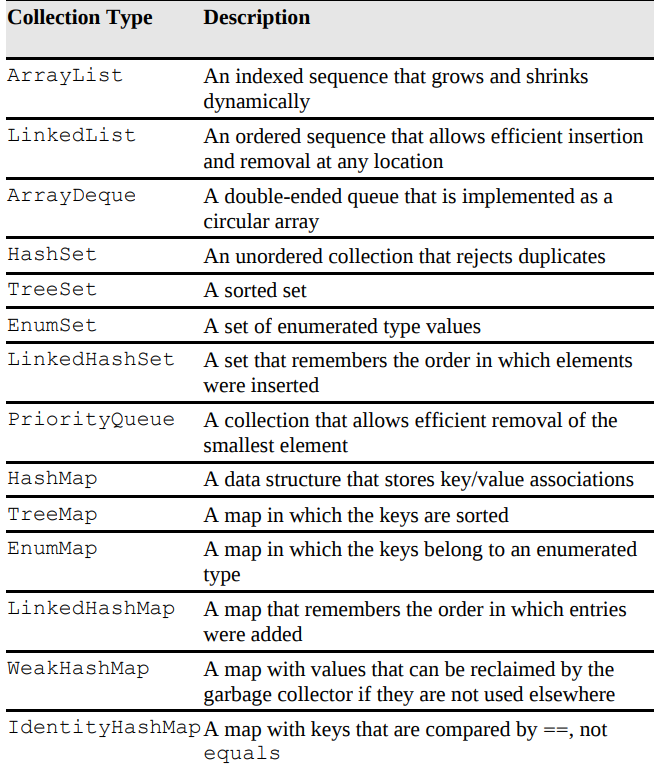 Collection Type Description
ArrayList An indexed sequence that grows and shrinks
dynamically
LinkedList An ordered sequence that allows efficient insertion
and removal at any location
ArrayDeque A double-ended queue that is implemented as a
circular array
HashSet An unordered collection that rejects duplicates
TreeSet A sorted set
EnumSet A set of enumerated type values
LinkedHashSet A set that remembers the order in which elements
were inserted
PriorityQueue A collection that allows efficient removal of the
smallest element
HashMap A data structure that stores key/value associations
TreeMap A map in which the keys are sorted
EnumMap A map in which the keys belong to an enumerated
type
LinkedHashMap A map that remembers the order in which entries
were added
WeakHashMap A map with values that can be reclaimed by the
garbage collector if they are not used elsewhere
IdentityHashMap A map with keys that are compared by ==, not
equals